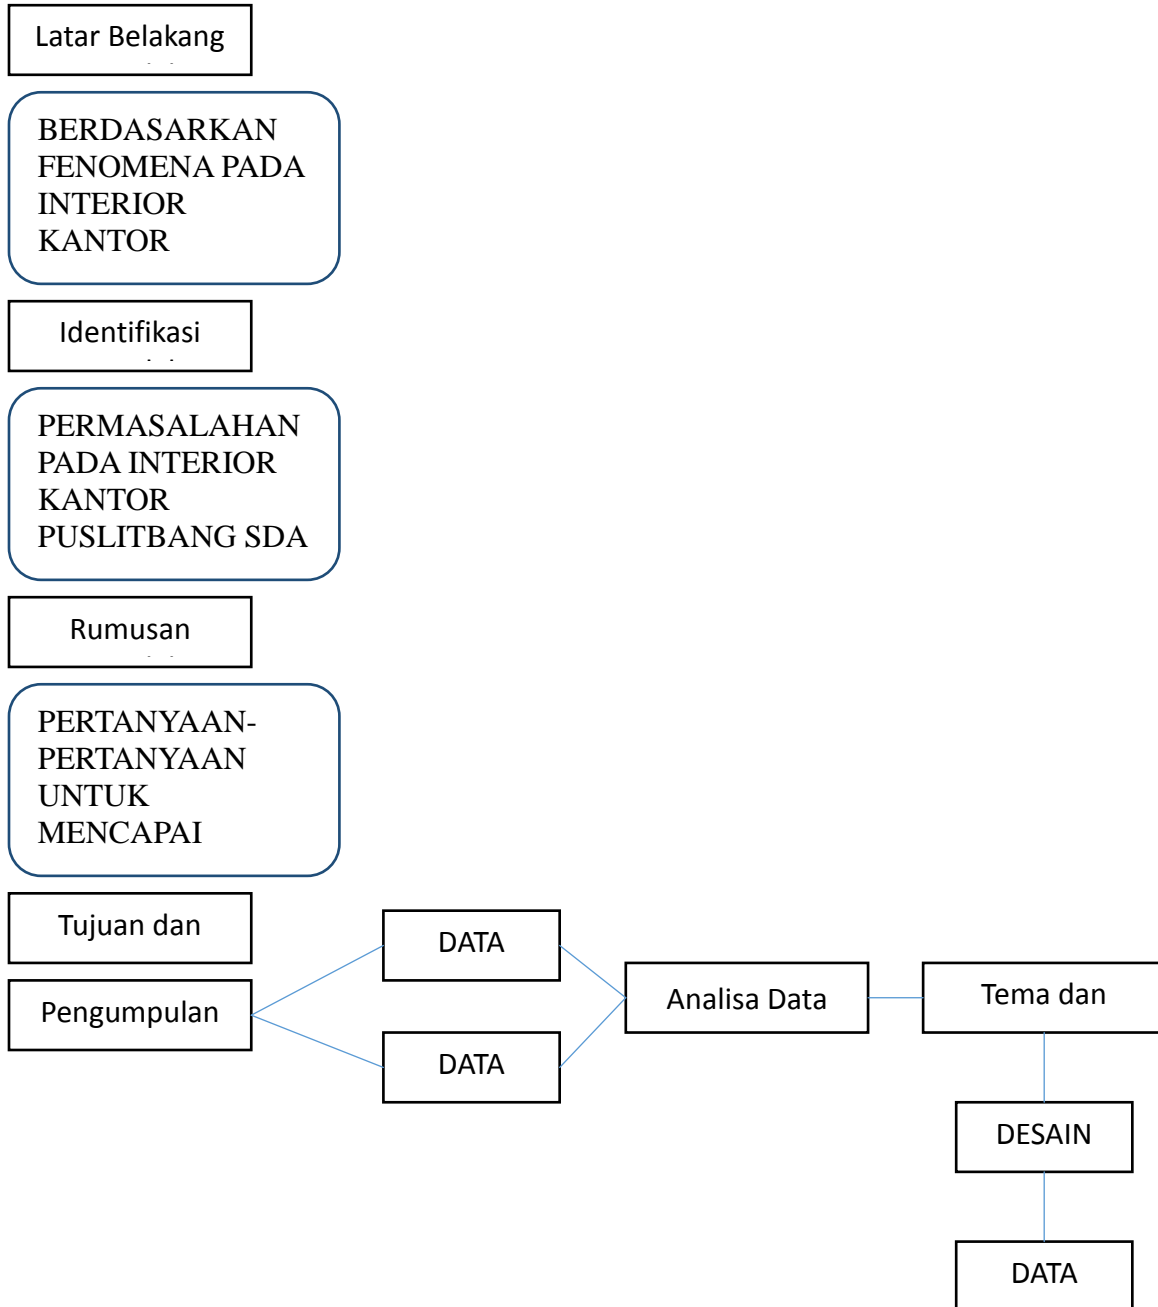 Latar Belakang
BERDASARKAN
FENOMENA PADA
INTERIOR
KANTOR
Identifikasi
PERMASALAHAN
PADA INTERIOR
KANTOR
PUSLITBANG SDA
Rumusan
PERTANYAAN-
PERTANYAAN
UNTUK
MENCAPAI
Tujuan dan
Pengumpulan
DATA
DATA
Analisa Data
Tema dan
DESAIN
DATA